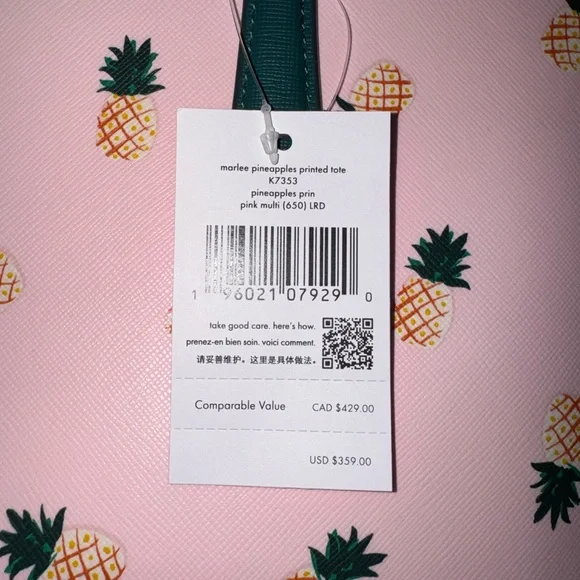 marlee pineapples printed tote
K7353
pineapples prin
pink multi (650) LRD
1 96021 07929 0
take good care. here's how.
prenez-en bien soin. voici comment.
请妥善维护。这里是具体做法。
Comparable Value CAD $429.00
USD $359.00